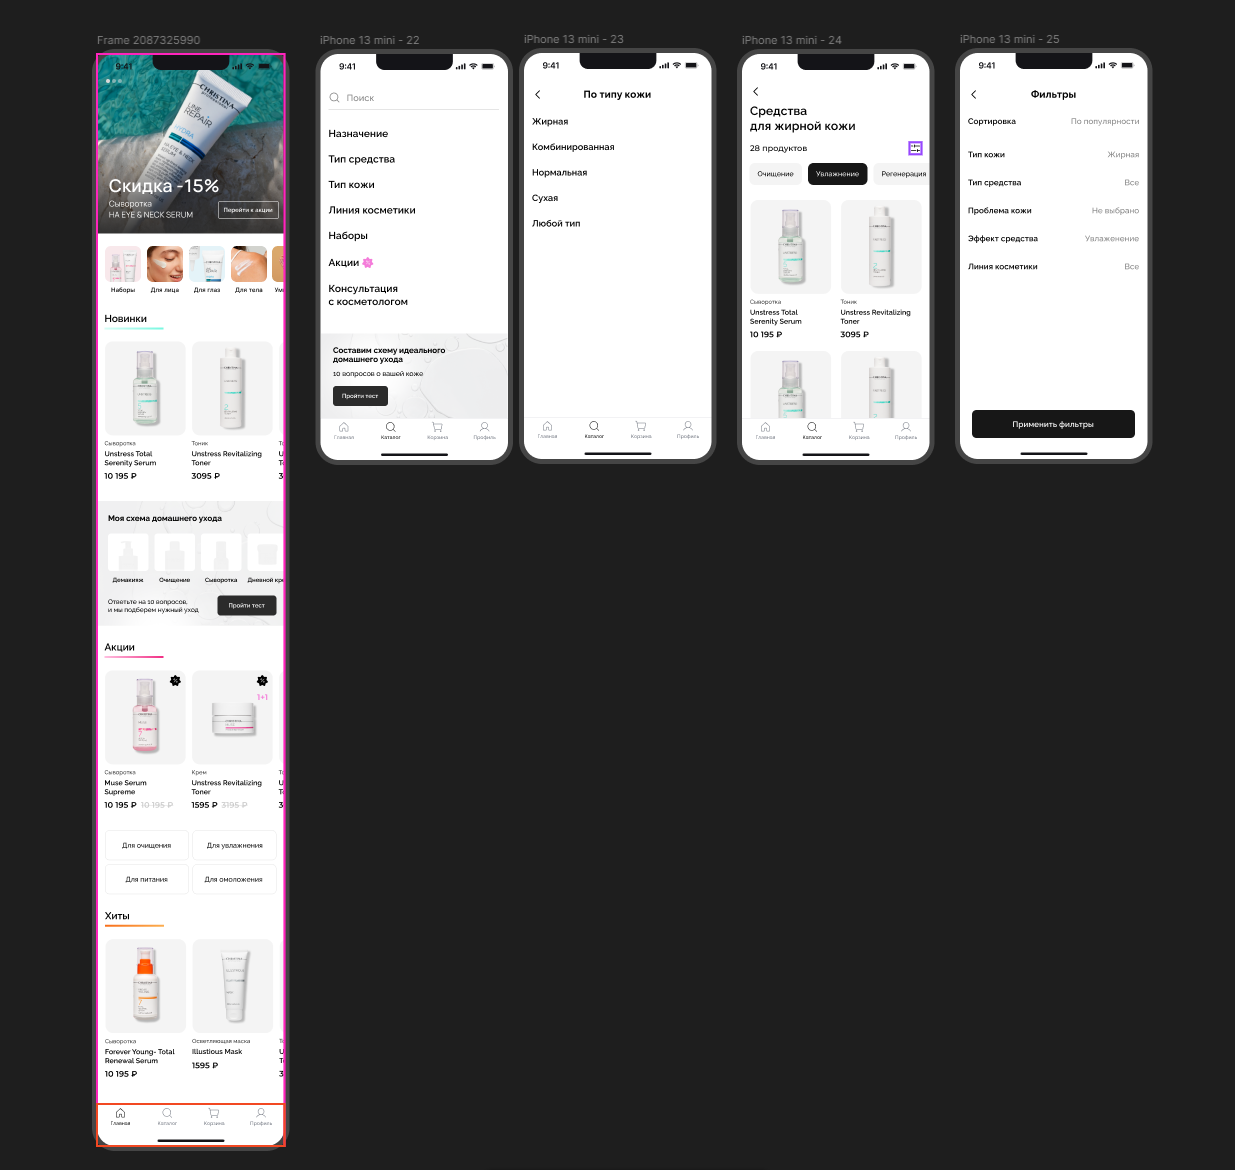 Frame 2087325990
9:41
CHRISTINA
LINE
REPAIR
HYDRA
HA EYE & NECK
SERUM
Скидка -15%
Сыворотка
HA EYE & NECK SERUM
Перейти к акции
Наборы
Для лица
Для глаз
Для тела
Новинки
Сыворотка
Unstress Total
Serenity Serum
10 195 ₽
Тоник
Unstress Revitalizing
Toner
3095 ₽
Моя схема домашнего ухода
Демакияж
Очищение
Сыворотка
Дневной кре
Ответьте на 10 вопросов,
и мы подберем нужный уход
Пройти тест
Акции
1+1
Сыворотка
Muse Serum
Supreme
10 195 ₽ 10 195 ₽
Крем
Unstress Revitalizing
Toner
1595 ₽ 3195 ₽
Для очищения
Для увлажнения
Для питания
Для омоложения
Хиты
Сыворотка
Forever Young- Total
Renewal Serum
10 195 ₽
Осветляющая маска
Illustious Mask
1595 ₽
Главная
Каталог
Корзина
Профиль
iPhone 13 mini - 22
9:41
Поиск
Назначение
Тип средства
Тип кожи
Линия косметики
Наборы
Акции
Консультация
с косметологом
Составим схему идеального
домашнего ухода
10 вопросов о вашей коже
Пройти тест
Главная
Каталог
Корзина
Профиль
iPhone 13 mini - 23
9:41
По типу кожи
Жирная
Комбинированная
Нормальная
Сухая
Любой тип
Главная
Каталог
Корзина
Профиль
iPhone 13 mini - 24
9:41
Средства
для жирной кожи
28 продуктов
Очищение
Увлажнение
Регенерация
Сыворотка
Unstress Total
Serenity Serum
10 195 ₽
Тоник
Unstress Revitalizing
Toner
3095 ₽
Главная
Каталог
Корзина
Профиль
iPhone 13 mini - 25
9:41
Фильтры
Сортировка
По популярности
Тип кожи
Жирная
Тип средства
Все
Проблема кожи
Не выбрано
Эффект средства
Увлаженение
Линия косметики
Все
Применить фильтры